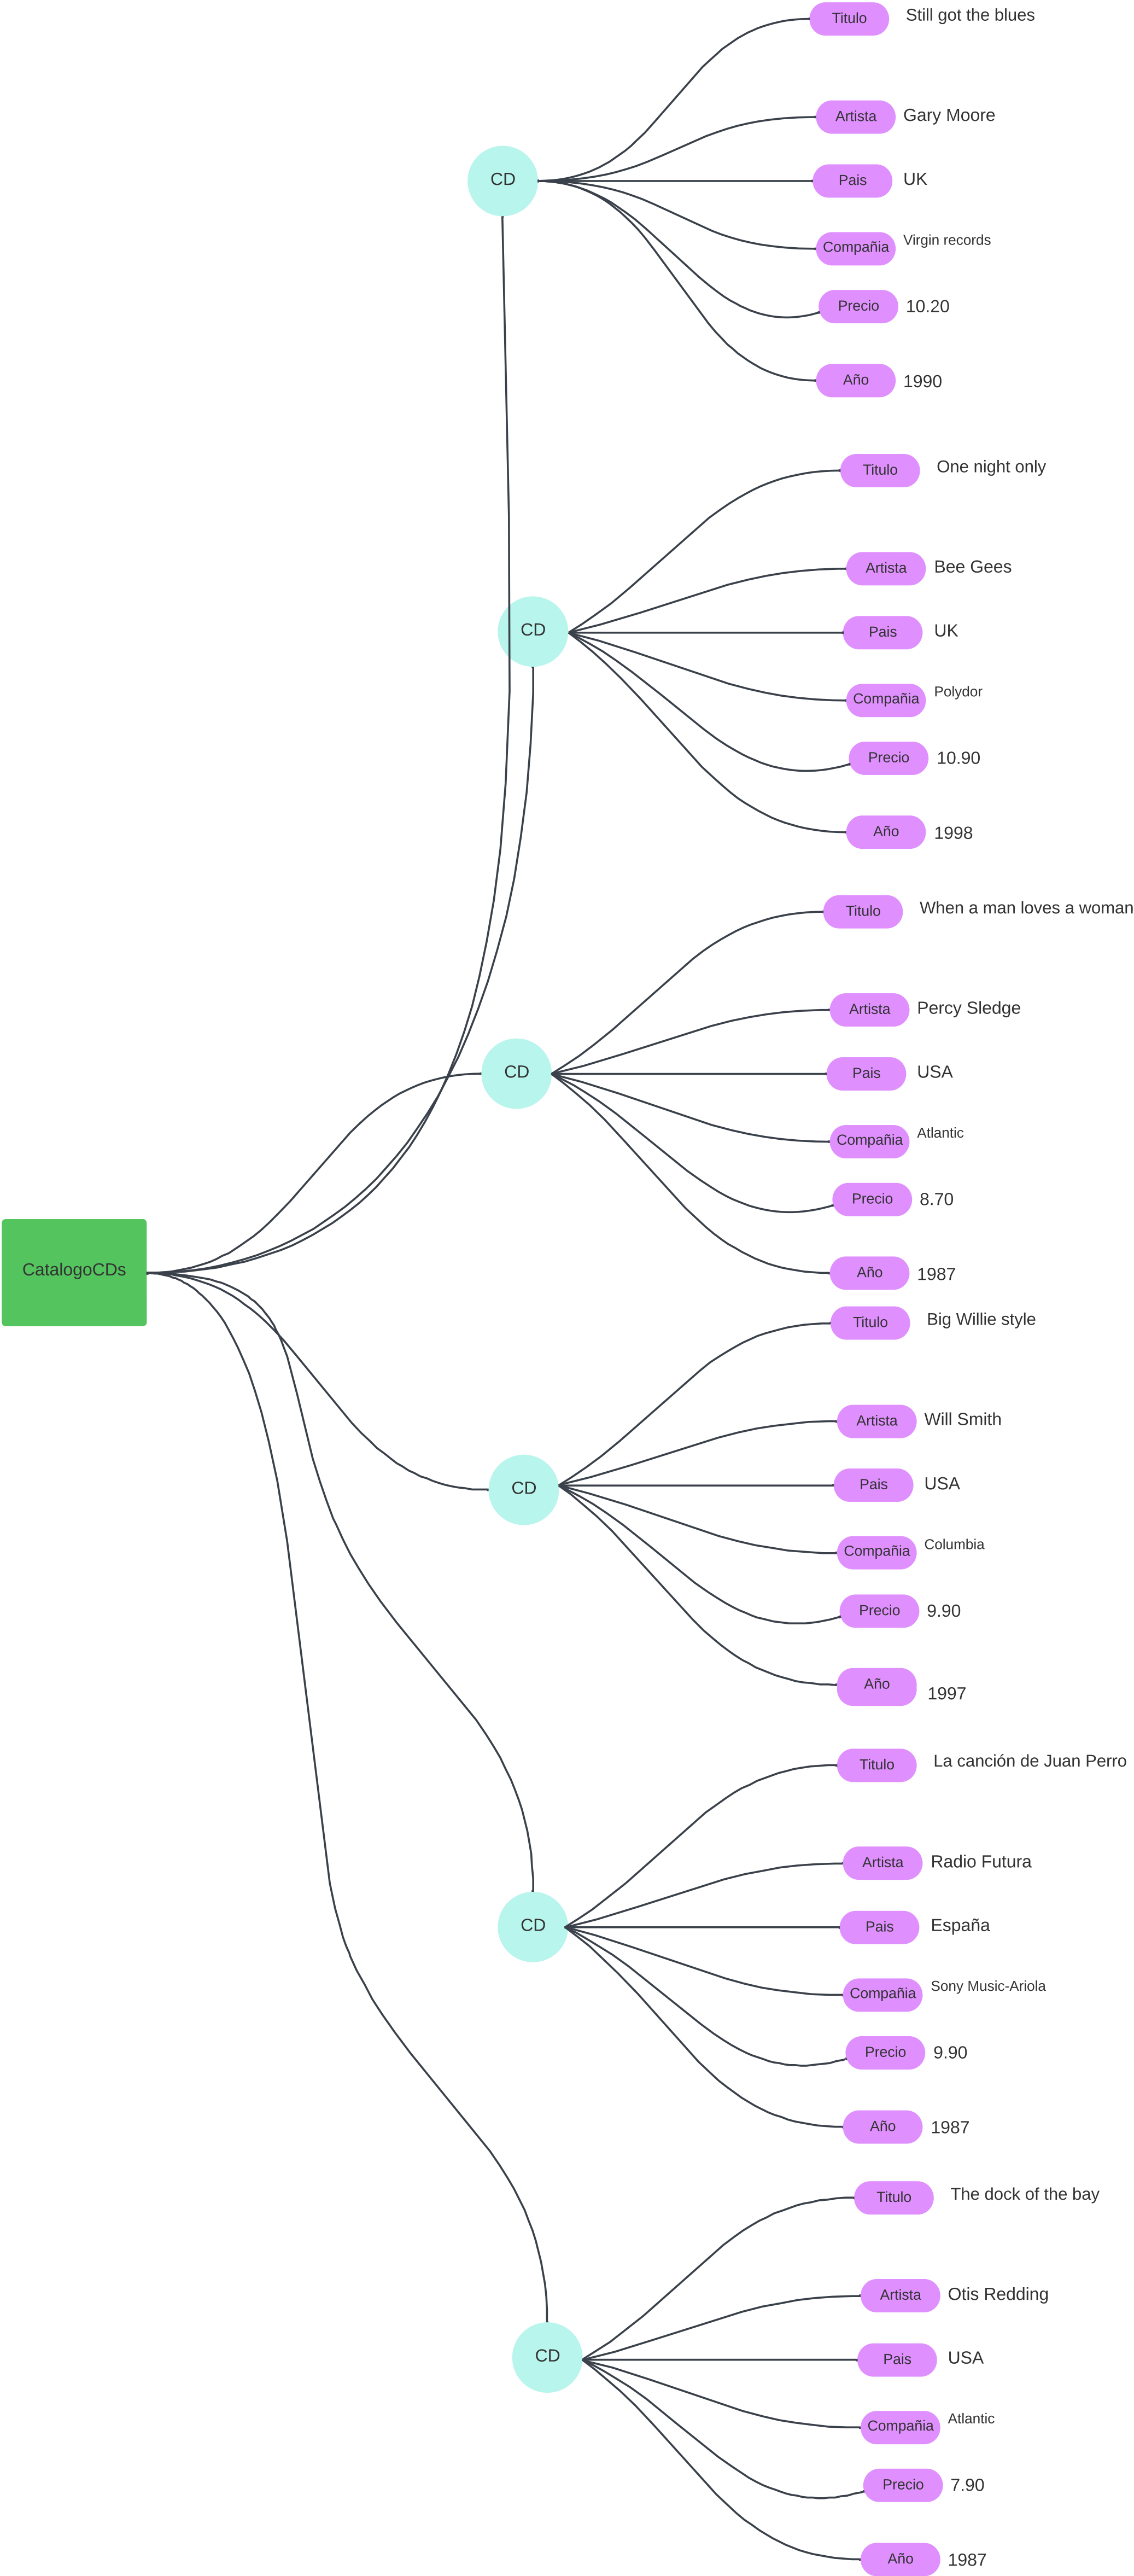 Titulo Still got the blues
Artista Gary Moore
CD
Pais UK
Compañia Virgin records
Precio 10.20
Año 1990
Titulo One night only
Artista Bee Gees
CD
Pais UK
Compañia Polydor
Precio 10.90
Año 1998
Titulo When a man loves a woman
Artista Percy Sledge
CD
Pais USA
Compañia Atlantic
Precio 8.70
Año 1987
CatalogoCDs
Titulo Big Willie style
Artista Will Smith
CD
Pais USA
Compañia Columbia
Precio 9.90
Año 1997
Titulo La canción de Juan Perro
Artista Radio Futura
CD
Pais España
Compañia Sony Music-Ariola
Precio 9.90
Año 1987
Titulo The dock of the bay
Artista Otis Redding
CD
Pais USA
Compañia Atlantic
Precio 7.90
Año 1987